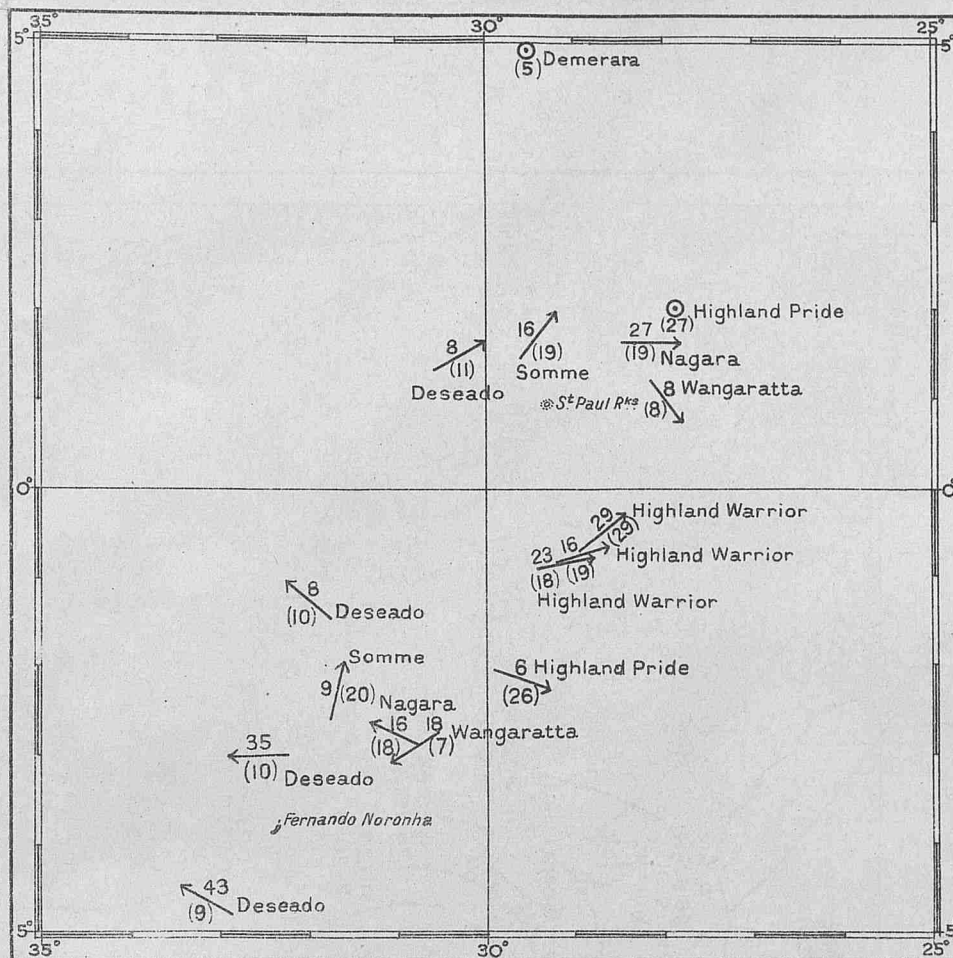 35° 30° 25°
5° 5°
(5) Demerara
Highland Pride
16 27 (27)
8 (19) (19) Nagara
(11) Somme
Deseado 8 Wangaratta
St Paul Rks (8)
0° 0°
29 Highland Warrior
(29)
23 16 Highland Warrior
(18) (19)
Highland Warrior
8
(10) Deseado
Somme
6 Highland Pride
9 (20) Nagara (26)
16 18 Wangaratta
(18) (7)
35
(10) Deseado
Fernando Noronha
43
(9) Deseado
5° 5°
35° 30° 25°